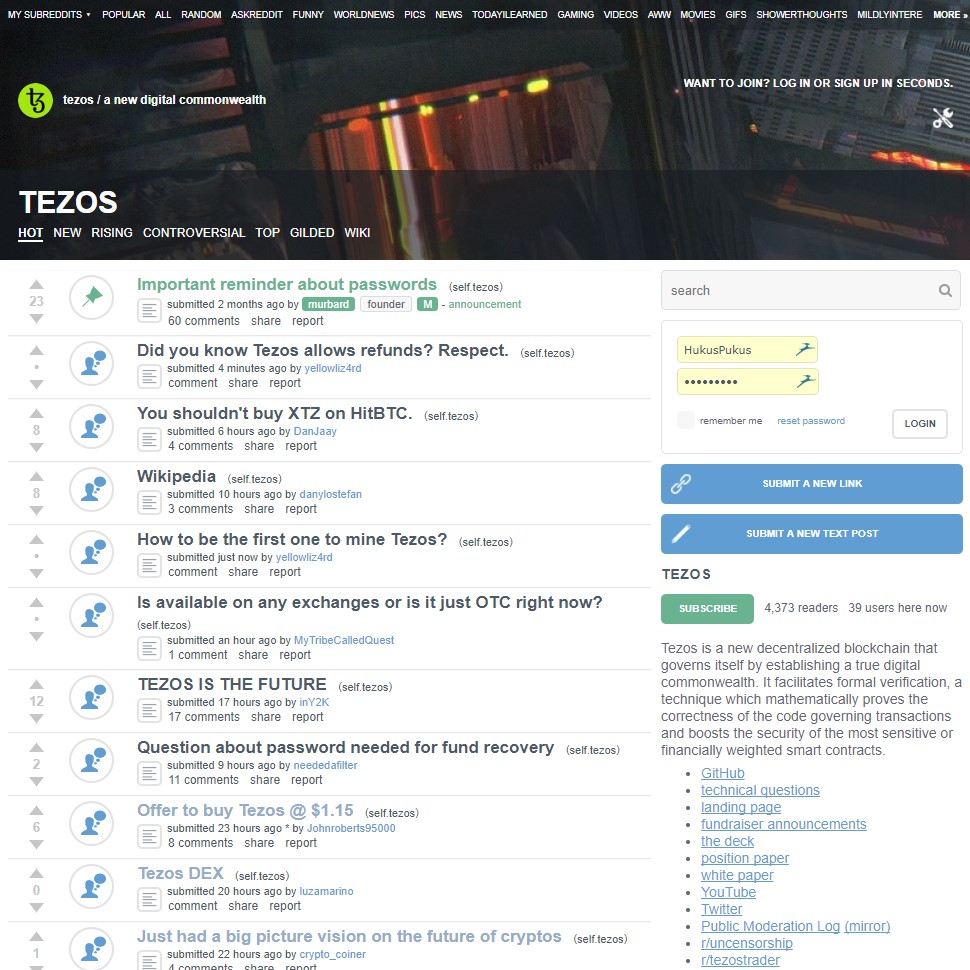 MY SUBREDDITS POPULAR ALL RANDOM ASKREDDIT FUNNY WORLDNEWS PICS NEWS TODAYILEARNED GAMING VIDEOS AWW MOVIES GIFS SHOWERTHOUGHTS MILDLYINTERE MORE »
WANT TO JOIN? LOG IN OR SIGN UP IN SECONDS.
tezos / a new digital commonwealth
TEZOS
HOT NEW RISING CONTROVERSIAL TOP GILDED WIKI
23
Important reminder about passwords (self.tezos)
submitted 2 months ago by murbard founder M - announcement
60 comments share report
•
Did you know Tezos allows refunds? Respect. (self.tezos)
submitted 4 minutes ago by yellowliz4rd
comment share report
8
You shouldn't buy XTZ on HitBTC. (self.tezos)
submitted 6 hours ago by DanJaay
4 comments share report
8
Wikipedia (self.tezos)
submitted 10 hours ago by danylostefan
3 comments share report
•
How to be the first one to mine Tezos? (self.tezos)
submitted just now by yellowliz4rd
comment share report
•
Is available on any exchanges or is it just OTC right now?
(self.tezos)
submitted an hour ago by MyTribeCalledQuest
1 comment share report
12
TEZOS IS THE FUTURE (self.tezos)
submitted 17 hours ago by inY2K
17 comments share report
2
Question about password needed for fund recovery (self.tezos)
submitted 9 hours ago by neededafilter
11 comments share report
6
Offer to buy Tezos @ $1.15 (self.tezos)
submitted 23 hours ago * by Johnroberts95000
8 comments share report
0
Tezos DEX (self.tezos)
submitted 20 hours ago by luzamarino
comment share report
1
Just had a big picture vision on the future of cryptos (self.tezos)
submitted 22 hours ago by crypto_coiner
4 comments share report
search
HukusPukus
•••••••••
remember me reset password LOGIN
SUBMIT A NEW LINK
SUBMIT A NEW TEXT POST
TEZOS
SUBSCRIBE 4,373 readers 39 users here now
Tezos is a new decentralized blockchain that
governs itself by establishing a true digital
commonwealth. It facilitates formal verification, a
technique which mathematically proves the
correctness of the code governing transactions
and boosts the security of the most sensitive or
financially weighted smart contracts.
• GitHub
• technical questions
• landing page
• fundraiser announcements
• the deck
• position paper
• white paper
• YouTube
• Twitter
• Public Moderation Log (mirror)
• r/uncensorship
• r/tezostrader